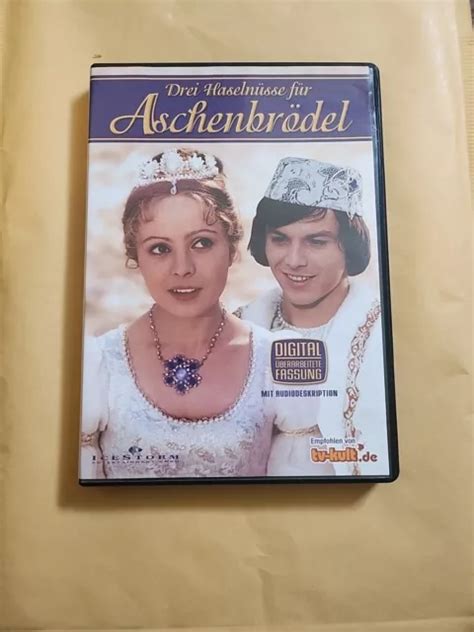 Drei Haselnüsse für
Aschenbrödel
DIGITAL
ÜBERARBEITETE
FASSUNG
MIT AUDIODESKRIPTION
ICESTORM
Empfohlen von
tv-kult.de